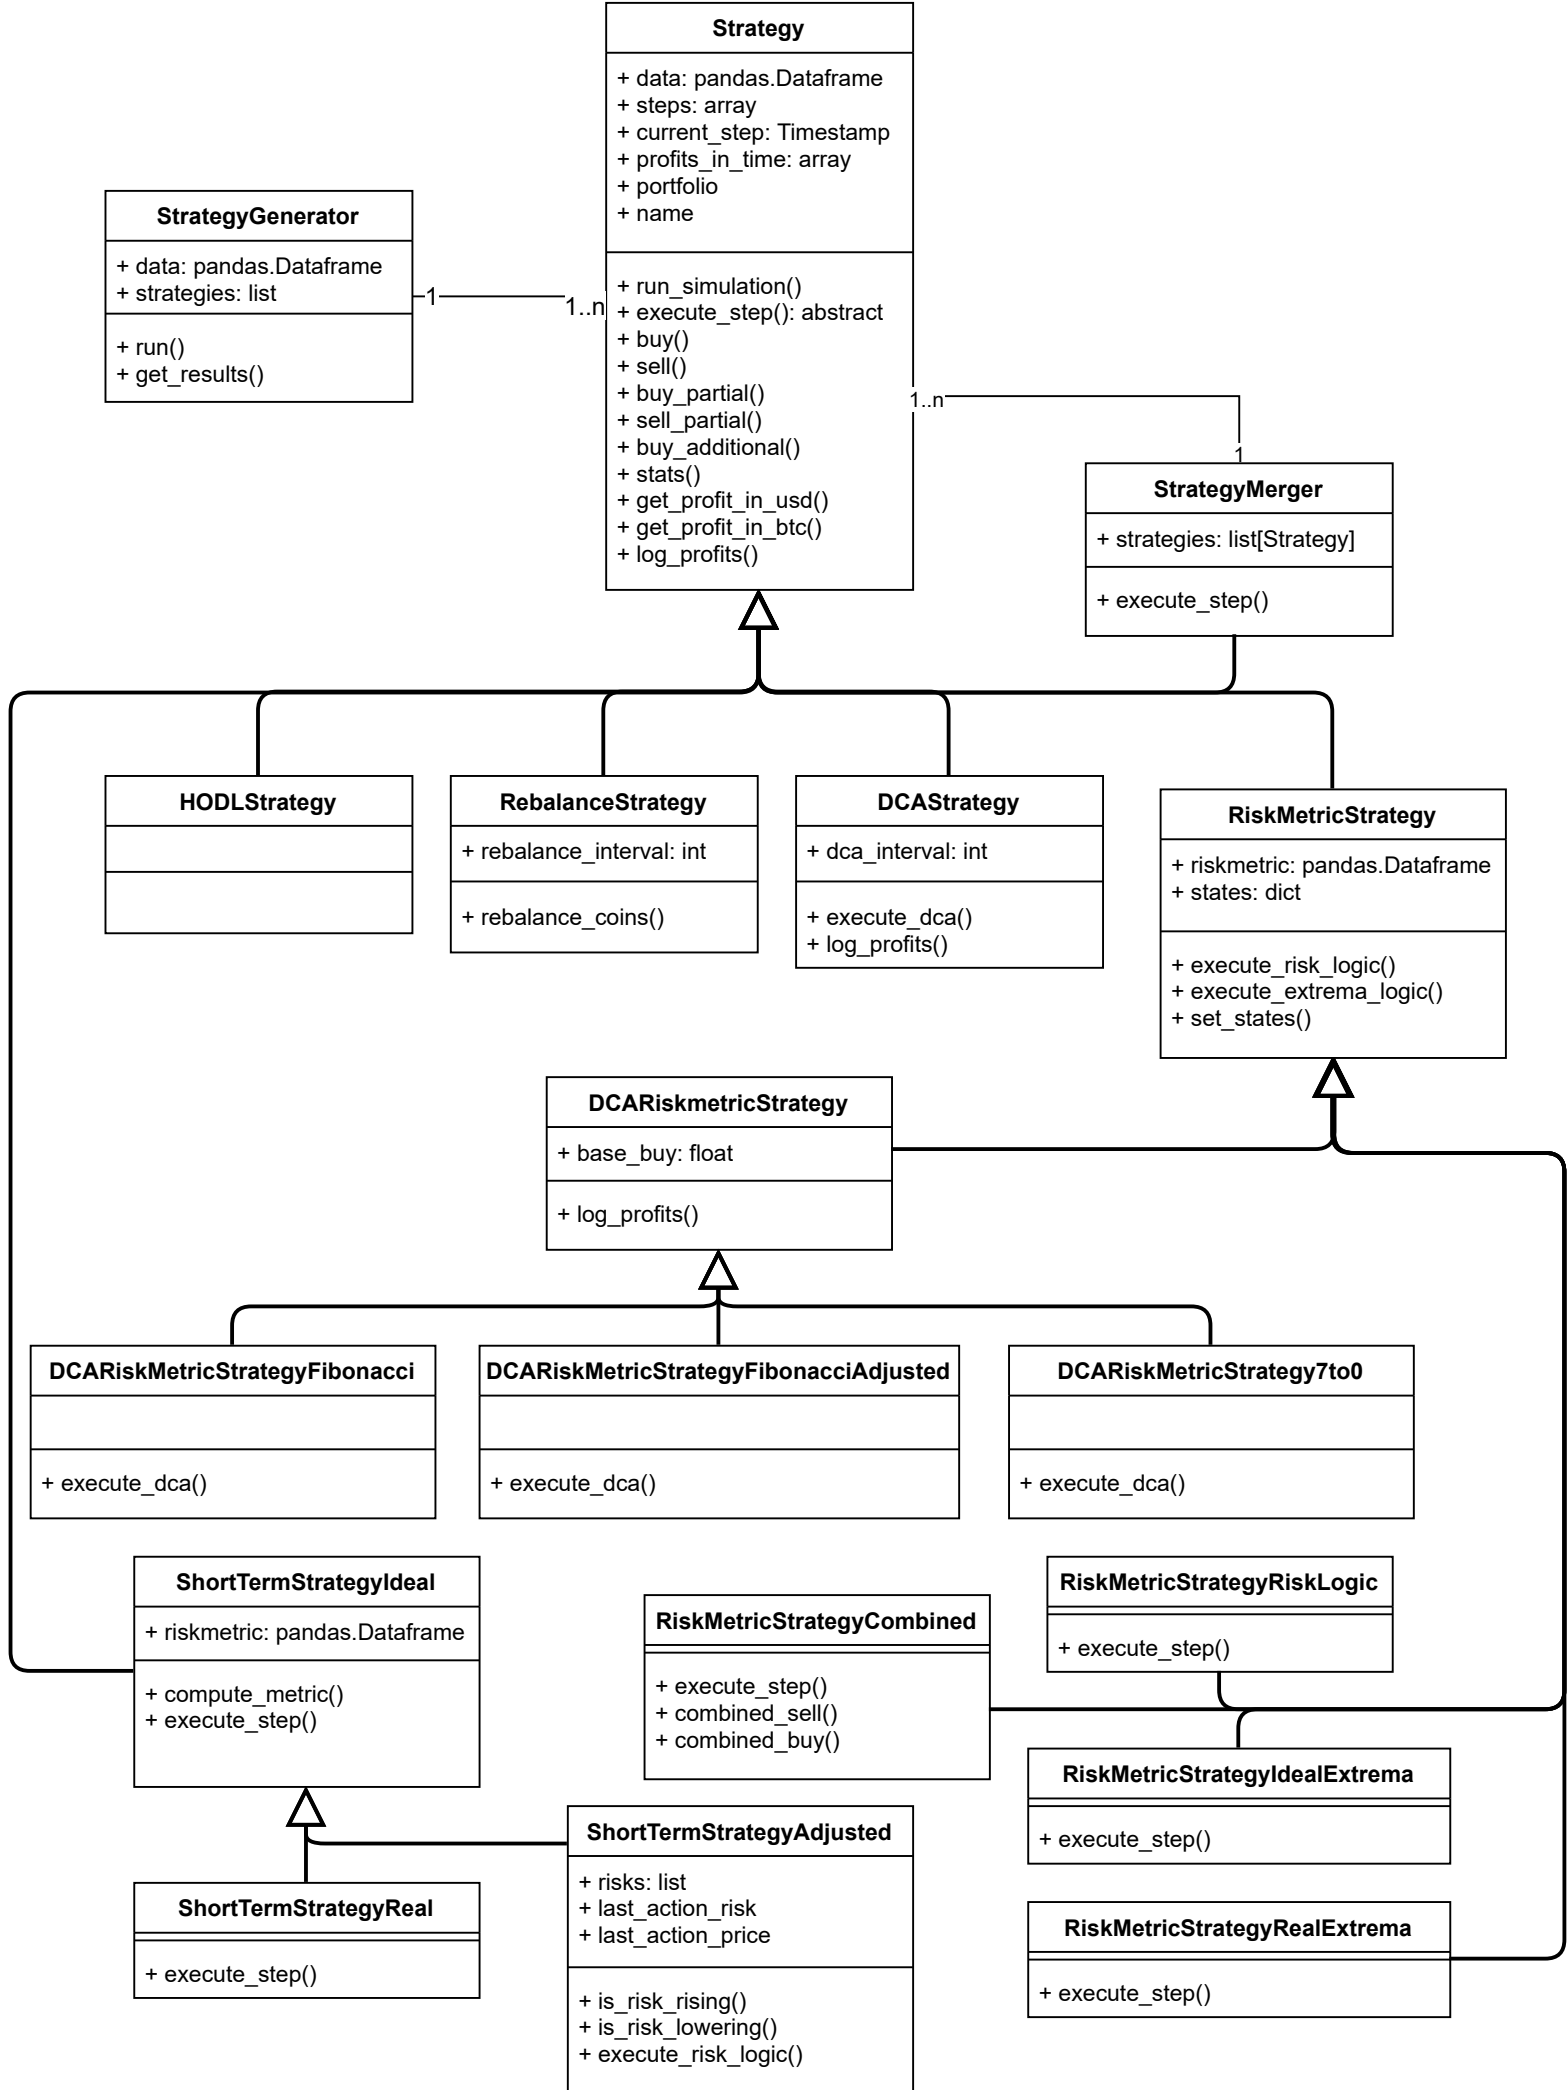 Strategy
+ data: pandas.Dataframe
+ steps: array
+ current_step: Timestamp
+ profits_in_time: array
+ portfolio
+ name
+ run_simulation()
+ execute_step(): abstract
+ buy()
+ sell()
+ buy_partial()
+ sell_partial()
+ buy_additional()
+ stats()
+ get_profit_in_usd()
+ get_profit_in_btc()
+ log_profits()
StrategyGenerator
+ data: pandas.Dataframe
+ strategies: list
+ run()
+ get_results()
1
1..n
1..n
1
StrategyMerger
+ strategies: list[Strategy]
+ execute_step()
HODLStrategy
RebalanceStrategy
+ rebalance_interval: int
+ rebalance_coins()
DCAStrategy
+ dca_interval: int
+ execute_dca()
+ log_profits()
RiskMetricStrategy
+ riskmetric: pandas.Dataframe
+ states: dict
+ execute_risk_logic()
+ execute_extrema_logic()
+ set_states()
DCARiskmetricStrategy
+ base_buy: float
+ log_profits()
DCARiskMetricStrategyFibonacci
+ execute_dca()
DCARiskMetricStrategyFibonacciAdjusted
+ execute_dca()
DCARiskMetricStrategy7to0
+ execute_dca()
ShortTermStrategyIdeal
+ riskmetric: pandas.Dataframe
+ compute_metric()
+ execute_step()
RiskMetricStrategyCombined
+ execute_step()
+ combined_sell()
+ combined_buy()
RiskMetricStrategyRiskLogic
+ execute_step()
RiskMetricStrategyIdealExtrema
+ execute_step()
ShortTermStrategyAdjusted
+ risks: list
+ last_action_risk
+ last_action_price
+ is_risk_rising()
+ is_risk_lowering()
+ execute_risk_logic()
ShortTermStrategyReal
+ execute_step()
RiskMetricStrategyRealExtrema
+ execute_step()